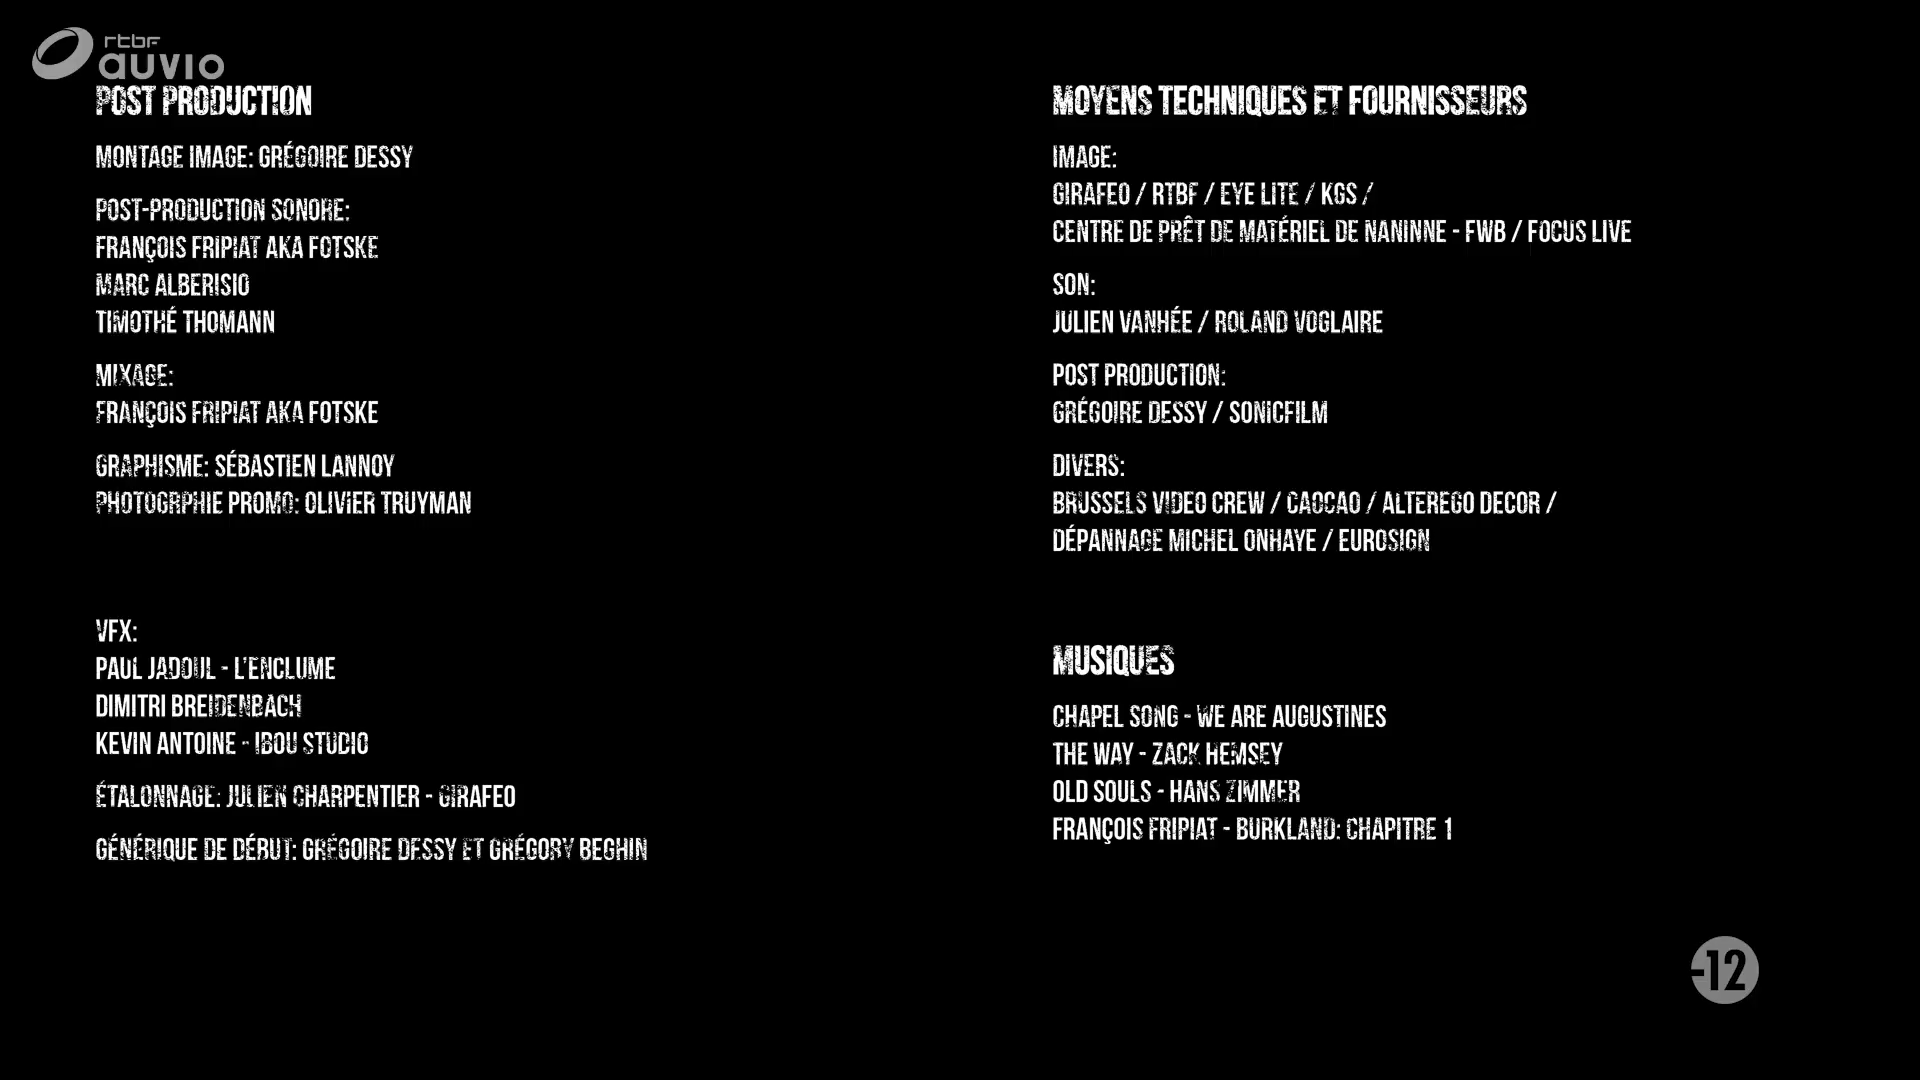 rtbf
auvio
POST PRODUCTION
MONTAGE IMAGE: GRÉGOIRE DESSY
POST-PRODUCTION SONORE:
FRANÇOIS FRIPIAT AKA FOTSKE
MARC ALBERISIO
TIMOTHÉ THOMANN
MIXAGE:
FRANÇOIS FRIPIAT AKA FOTSKE
GRAPHISME: SÉBASTIEN LANNOY
PHOTOGRPHIE PROMO: OLIVIER TRUYMAN
VFX:
PAUL JADOUL - L'ENCLUME
DIMITRI BREIDENBACH
KEVIN ANTOINE - IBOU STUDIO
ÉTALONNAGE: JULIEN CHARPENTIER - GIRAFEO
GÉNÉRIQUE DE DÉBUT: GRÉGOIRE DESSY ET GRÉGORY BEGHIN
MOYENS TECHNIQUES ET FOURNISSEURS
IMAGE:
GIRAFEO / RTBF / EYE LITE / KGS /
CENTRE DE PRÊT DE MATÉRIEL DE NANINNE - FWB / FOCUS LIVE
SON:
JULIEN VANHÉE / ROLAND VOGLAIRE
POST PRODUCTION:
GRÉGOIRE DESSY / SONICFILM
DIVERS:
BRUSSELS VIDEO CREW / CAOCAO / ALTEREGO DECOR /
DÉPANNAGE MICHEL ONHAYE / EUROSIGN
MUSIQUES
CHAPEL SONG - WE ARE AUGUSTINES
THE WAY - ZACK HEMSEY
OLD SOULS - HANS ZIMMER
FRANÇOIS FRIPIAT - BURKLAND: CHAPITRE 1
-12